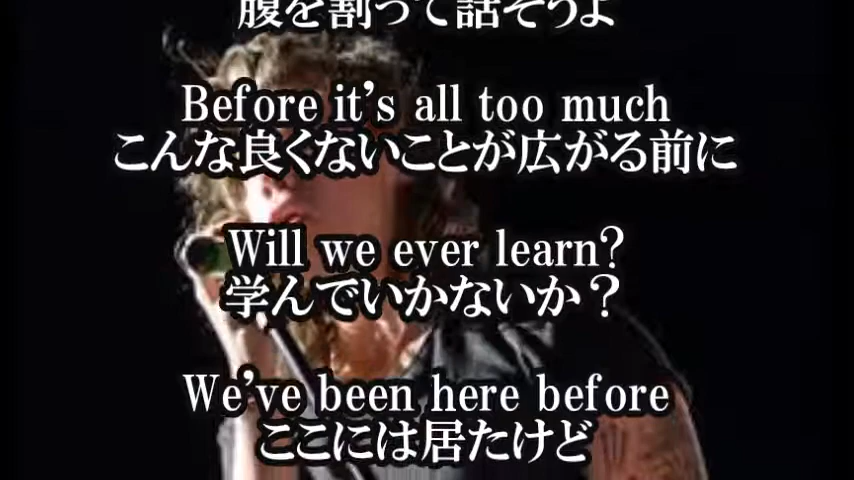 腹を割って話そうよ
Before it's all too much
こんな良くないことが広がる前に
Will we ever learn?
学んでいかないか？
We've been here before
ここには居たけど